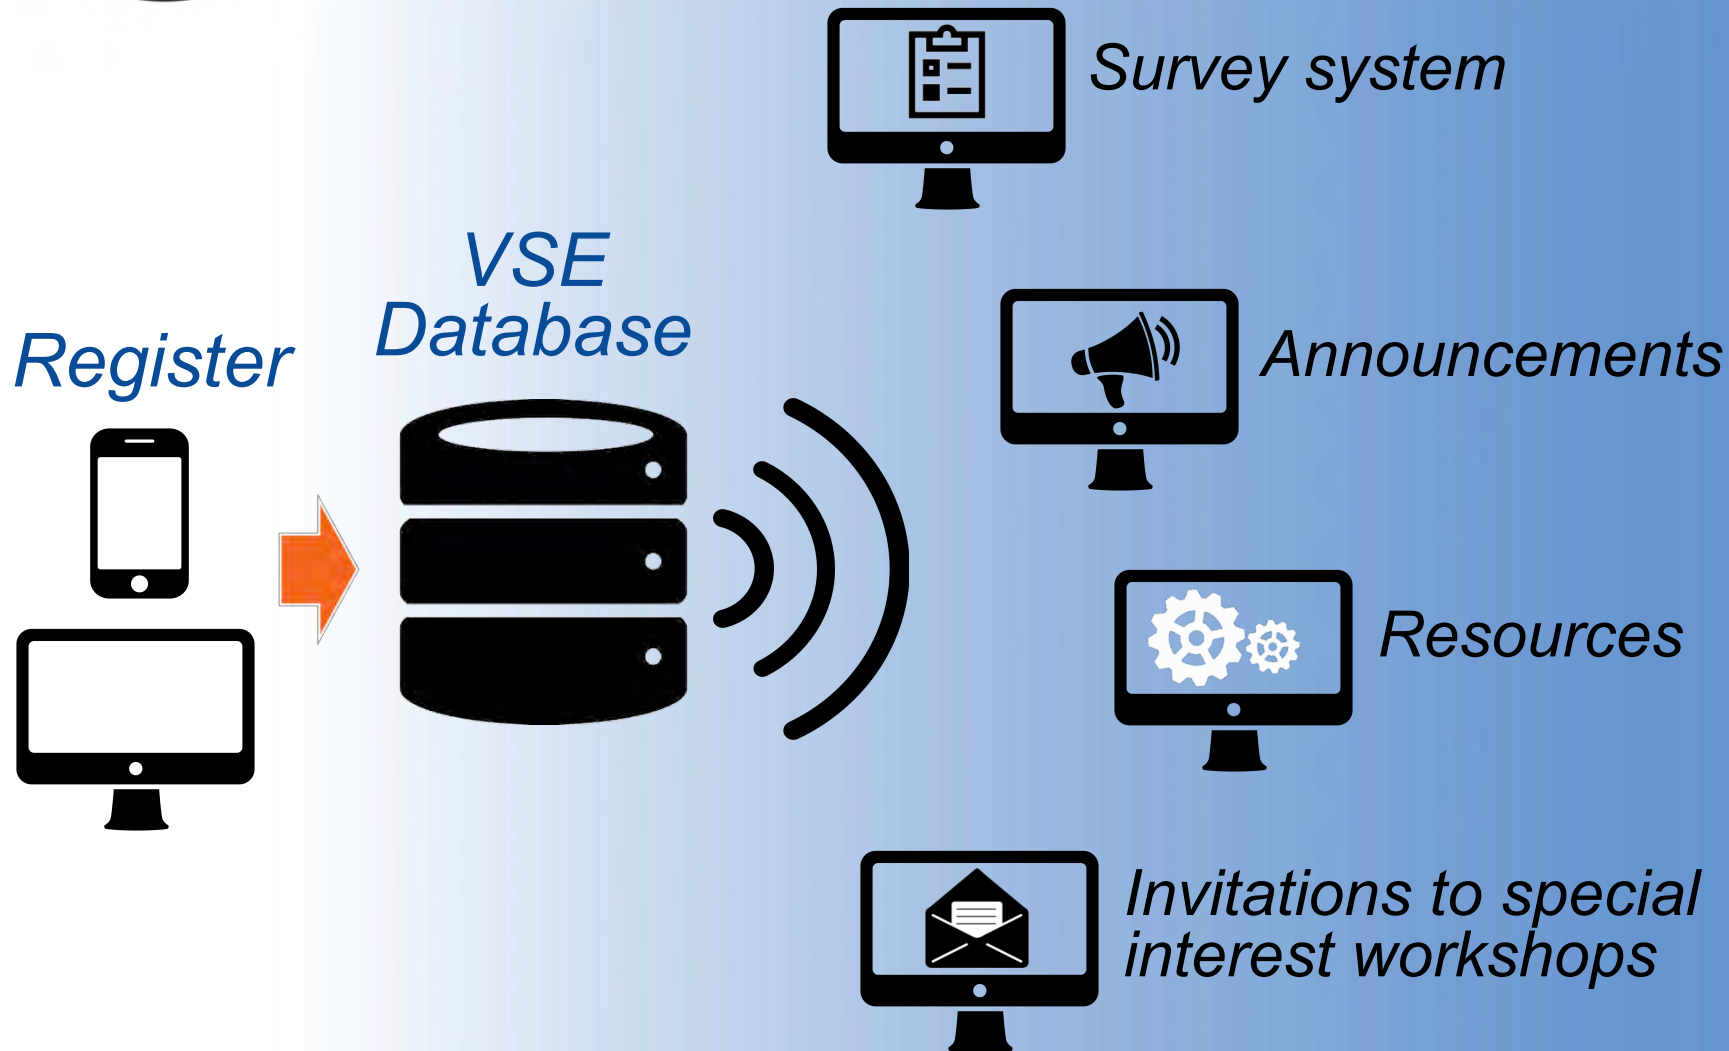 Register
VSE
Database
Survey system
Announcements
Resources
Invitations to special
interest workshops